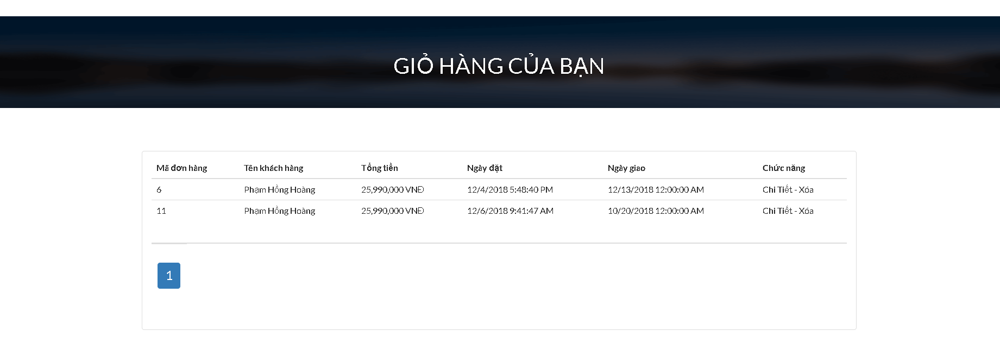 GIỎ HÀNG CỦA BẠN
Mã đơn hàng Tên khách hàng Tổng tiền Ngày đặt Ngày giao Chức năng
6 Phạm Hồng Hoàng 25,990,000 VNĐ 12/4/2018 5:48:40 PM 12/13/2018 12:00:00 AM Chi Tiết - Xóa
11 Phạm Hồng Hoàng 25,990,000 VNĐ 12/6/2018 9:41:47 AM 10/20/2018 12:00:00 AM Chi Tiết - Xóa
1